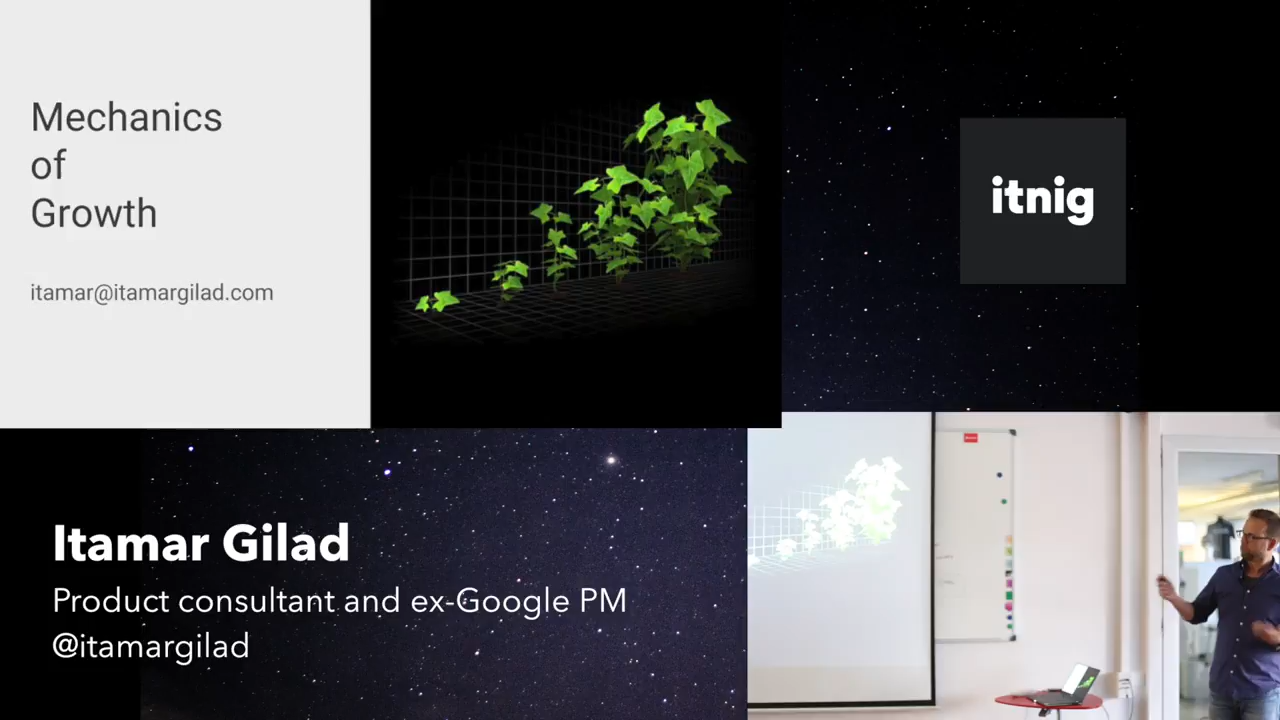 Mechanics
of
Growth
itamar@itamargilad.com
itnig
Itamar Gilad
Product consultant and ex-Google PM
@itamargilad